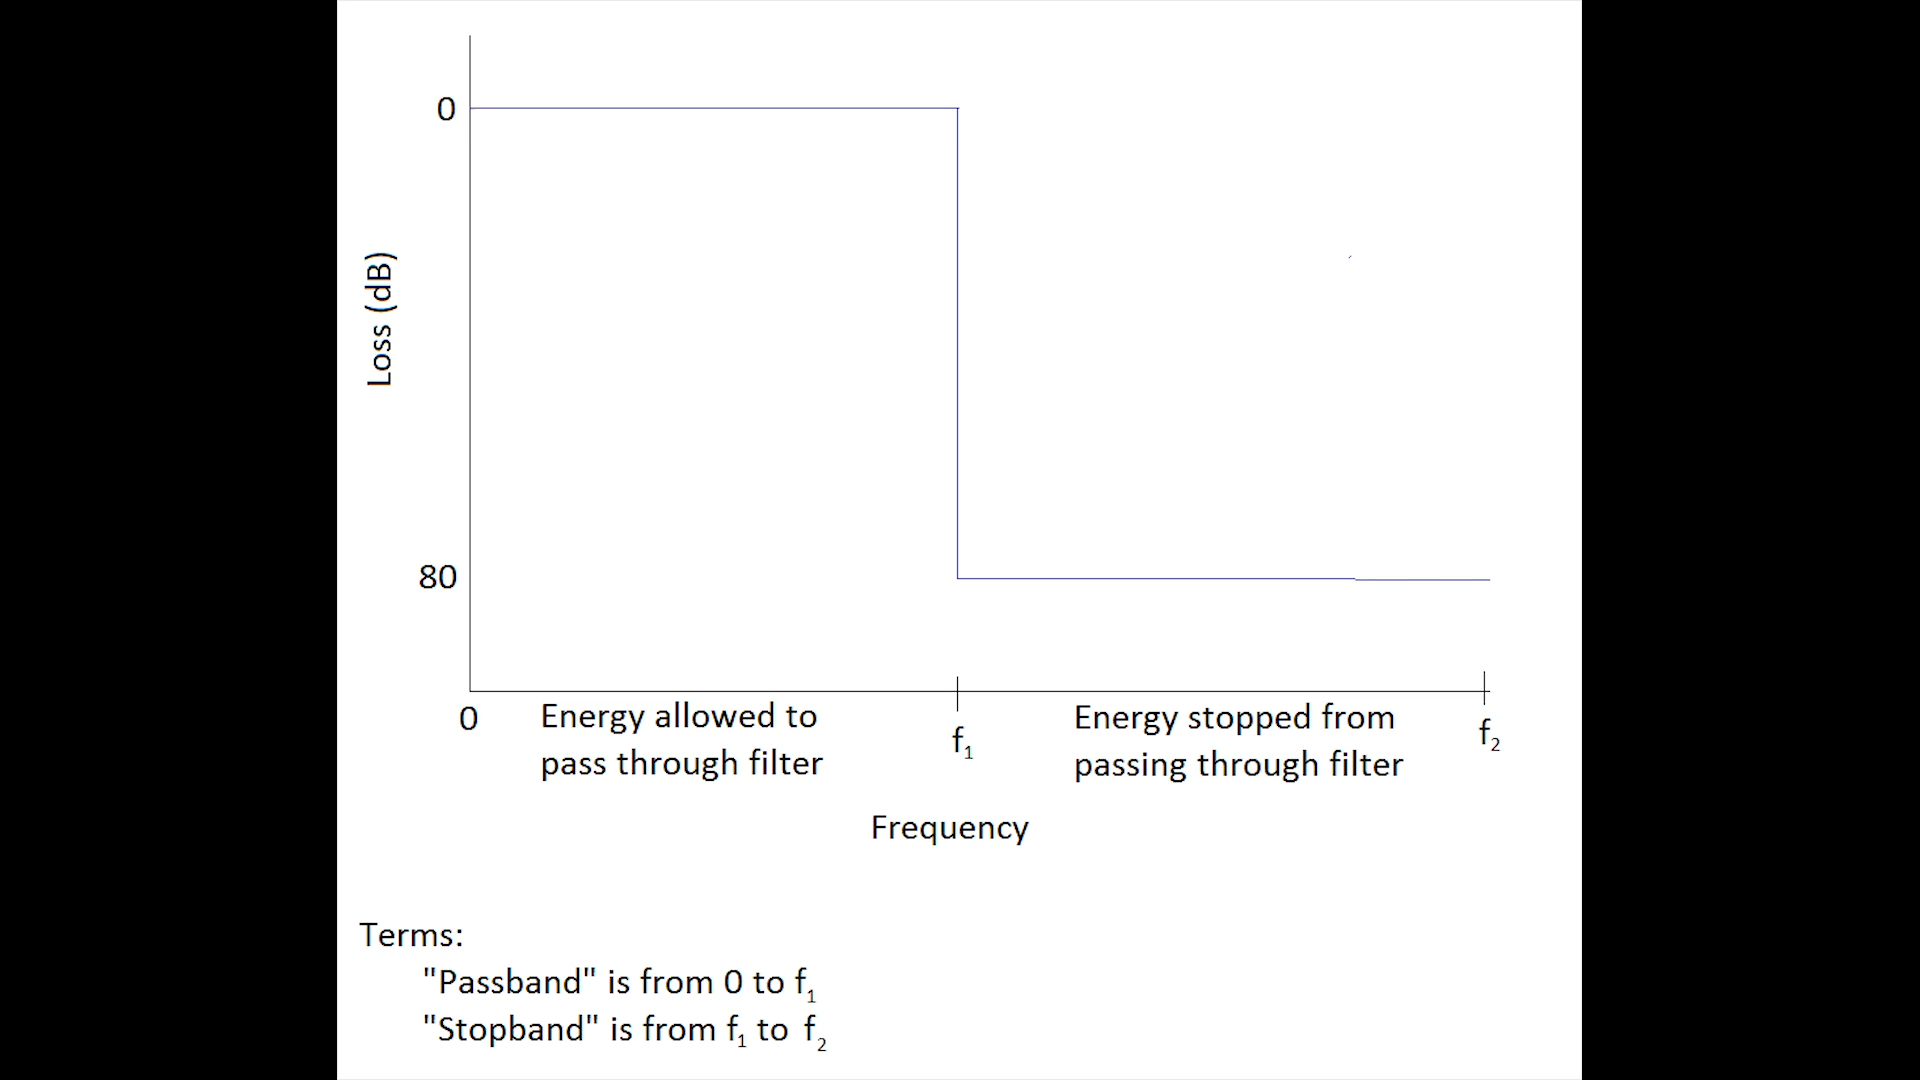 0
Loss (dB)
80
0
Energy allowed to
pass through filter
f₁
Energy stopped from
passing through filter
f₂
Frequency
Terms:
"Passband" is from 0 to f₁
"Stopband" is from f₁ to f₂